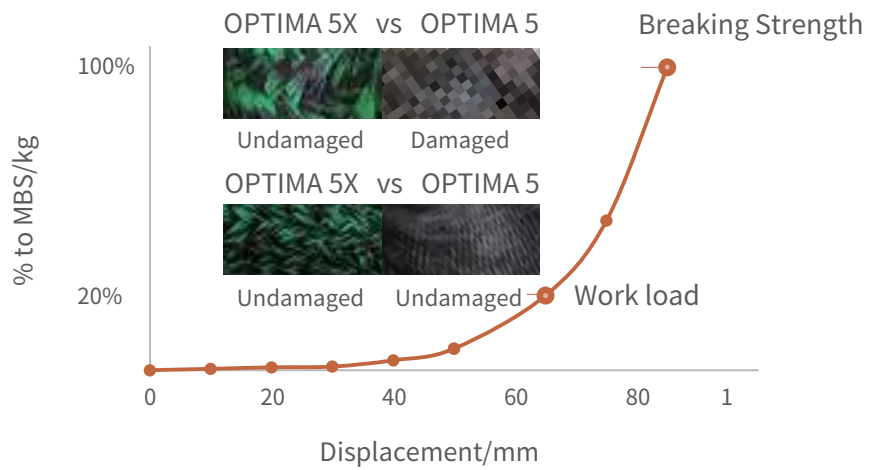 OPTIMA 5X vs OPTIMA 5
Breaking Strength
100%
Undamaged Damaged
OPTIMA 5X vs OPTIMA 5
% to MBS/kg
20%
Undamaged Undamaged
Work load
0 20 40 60 80 1
Displacement/mm